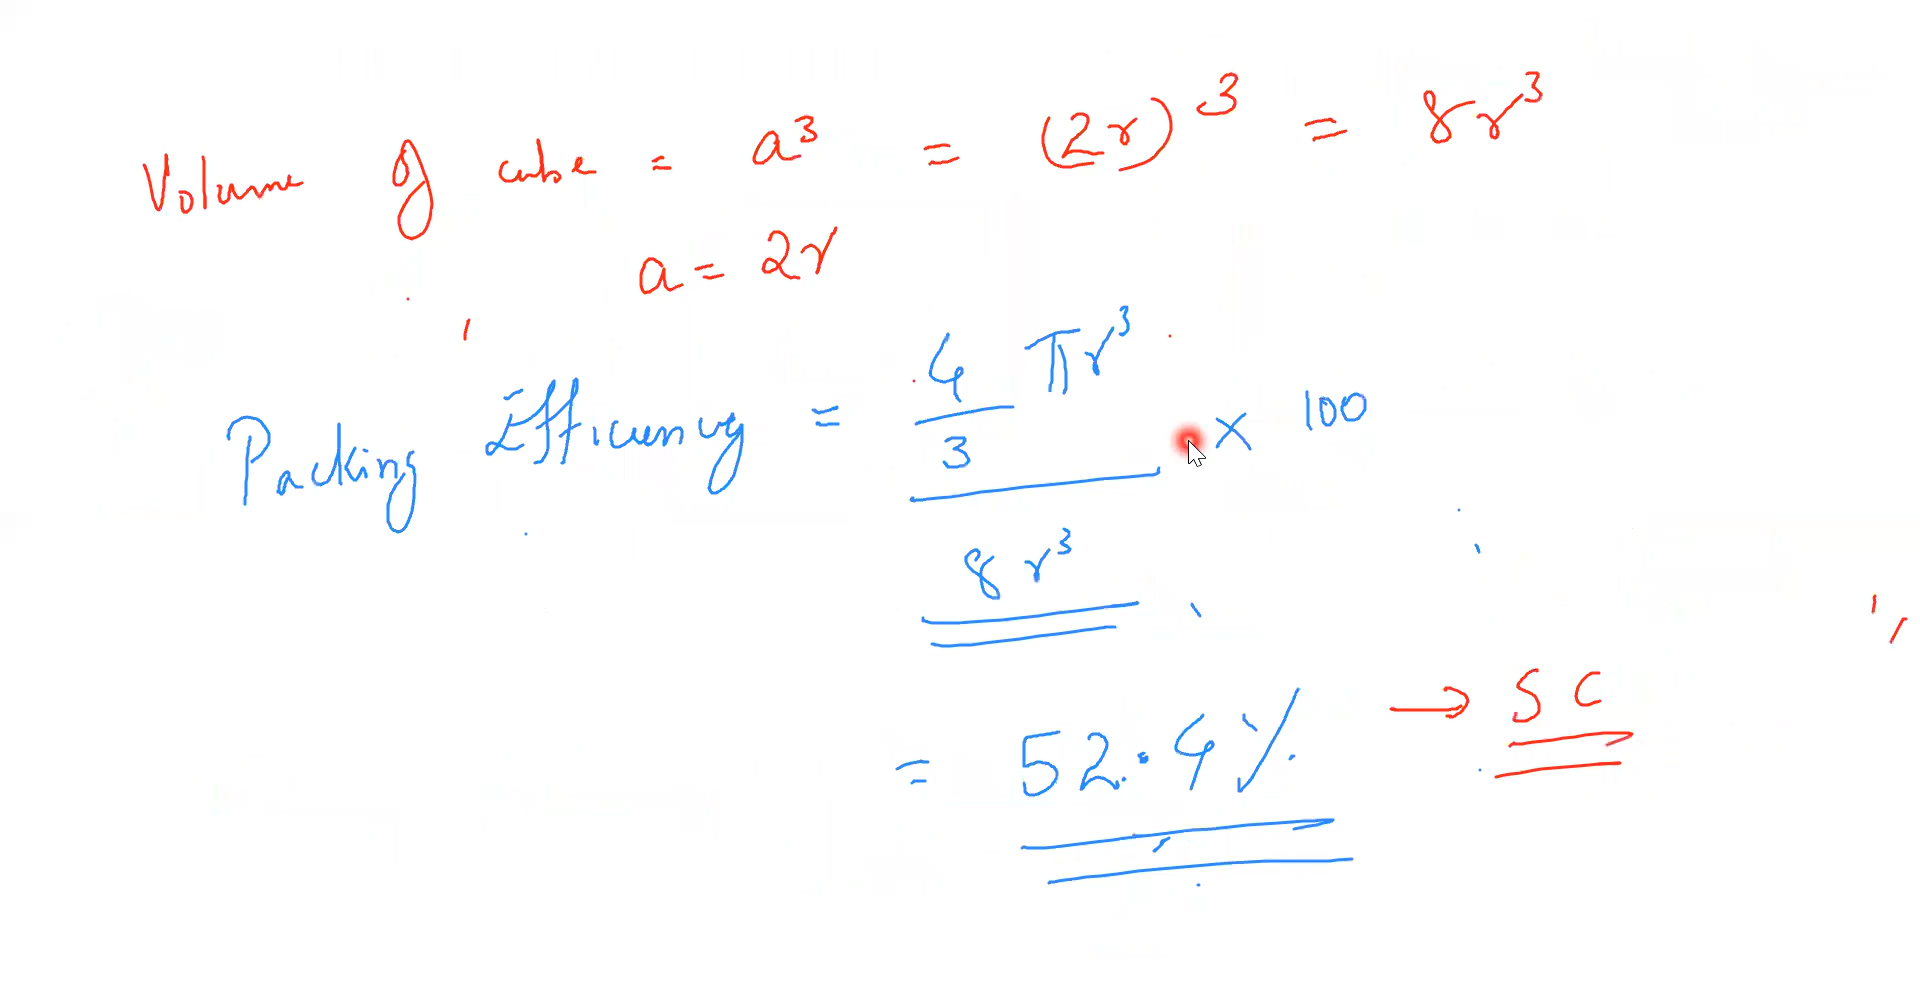 Volume of cube = a³ = (2r)³ = 8r³
a = 2r
Packing Efficiency = 4/3 πr³ / 8r³ × 100
= 52.4% → SC